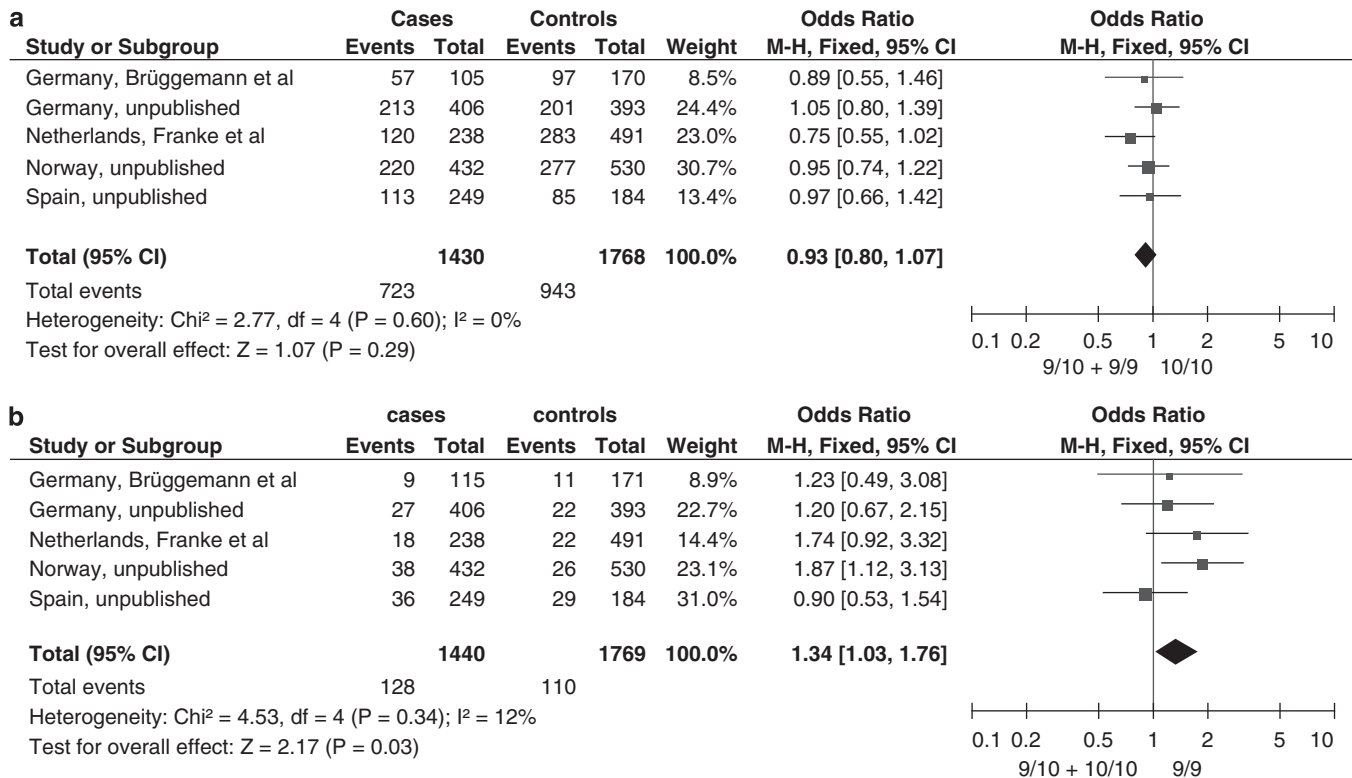 a Cases Controls Odds Ratio Odds Ratio
Study or Subgroup Events Total Events Total Weight M-H, Fixed, 95% CI M-H, Fixed, 95% CI
Germany, Brüggemann et al 57 105 97 170 8.5% 0.89 [0.55, 1.46]
Germany, unpublished 213 406 201 393 24.4% 1.05 [0.80, 1.39]
Netherlands, Franke et al 120 238 283 491 23.0% 0.75 [0.55, 1.02]
Norway, unpublished 220 432 277 530 30.7% 0.95 [0.74, 1.22]
Spain, unpublished 113 249 85 184 13.4% 0.97 [0.66, 1.42]
Total (95% CI) 1430 1768 100.0% 0.93 [0.80, 1.07]
Total events 723 943
Heterogeneity: Chi² = 2.77, df = 4 (P = 0.60); I² = 0%
Test for overall effect: Z = 1.07 (P = 0.29)
0.1 0.2 0.5 1 2 5 10
9/10 + 9/9 10/10
b cases controls Odds Ratio Odds Ratio
Study or Subgroup Events Total Events Total Weight M-H, Fixed, 95% CI M-H, Fixed, 95% CI
Germany, Brüggemann et al 9 115 11 171 8.9% 1.23 [0.49, 3.08]
Germany, unpublished 27 406 22 393 22.7% 1.20 [0.67, 2.15]
Netherlands, Franke et al 18 238 22 491 14.4% 1.74 [0.92, 3.32]
Norway, unpublished 38 432 26 530 23.1% 1.87 [1.12, 3.13]
Spain, unpublished 36 249 29 184 31.0% 0.90 [0.53, 1.54]
Total (95% CI) 1440 1769 100.0% 1.34 [1.03, 1.76]
Total events 128 110
Heterogeneity: Chi² = 4.53, df = 4 (P = 0.34); I² = 12%
Test for overall effect: Z = 2.17 (P = 0.03)
0.1 0.2 0.5 1 2 5 10
9/10 + 10/10 9/9